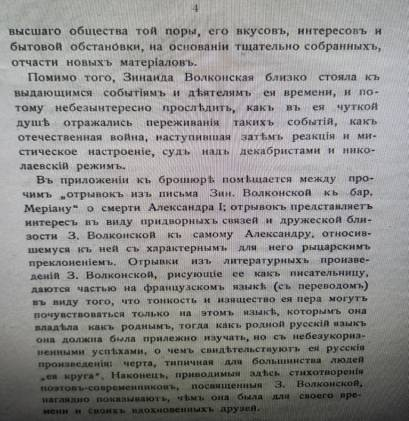 4
высшаго общества той поры, его вкусовъ, интересовъ и
бытовой обстановки, на основаніи тщательно собранныхъ,
отчасти новыхъ матеріаловъ.
Помимо того, Зинаида Волконская близко стояла къ
выдающимся событіямъ и дѣятелямъ ея времени, и по-
тому небезынтересно прослѣдить, какъ въ ея чуткой
душѣ отражались переживанія такихъ событій, какъ
отечественная война, наступившая затѣмъ реакція и ми-
стическое настроеніе, судъ надъ декабристами и нико-
лаевскій режимъ.
Въ приложеніи къ брошюрѣ помѣщается между про-
чимъ „отрывокъ изъ письма Зин. Волконской къ бар.
Меріану" о смерти Александра I; отрывокъ представляетъ
интересъ въ виду придворныхъ связей и дружеской бли-
зости З. Волконской къ самому Александру, относив-
шемуся къ ней съ характернымъ для него рыцарскимъ
преклоненіемъ. Отрывки изъ литературныхъ произве-
деній З. Волконской, рисующіе ее какъ писательницу,
даются частью на французскомъ языкѣ (съ переводомъ)
въ виду того, что тонкость и изящество ея пера могутъ
почувствоваться только на этомъ языкѣ, которымъ она
владѣла какъ роднымъ, тогда какъ родной русскій языкъ
она должна была прилежно изучать, но съ небезукориз-
ненными успѣхами, о чемъ свидѣтельствуютъ ея русскія
произведенія: черта, типичная для большинства людей
„ея круга". Наконецъ, приводимыя здѣсь стихотворенія
поэтовъ-современниковъ, посвященныя З. Волконской,
наглядно показываютъ, чѣмъ она была для своего вре-
мени и своихъ вдохновенныхъ друзей.